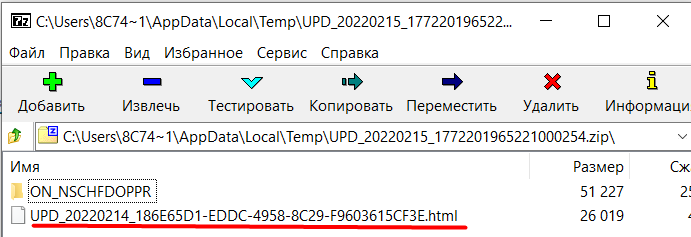 C:\Users\8C74~1\AppData\Local\Temp\UPD_20220215_177220196522...
Файл Правка Вид Избранное Сервис Справка
Добавить Извлечь Тестировать Копировать Переместить Удалить Информаци
C:\Users\8C74~1\AppData\Local\Temp\UPD_20220215_1772201965221000254.zip\
Имя Размер Сж
ON_NSCHFDOPPR 51 227 25
UPD_20220214_186E65D1-EDDC-4958-8C29-F9603615CF3E.html 26 019